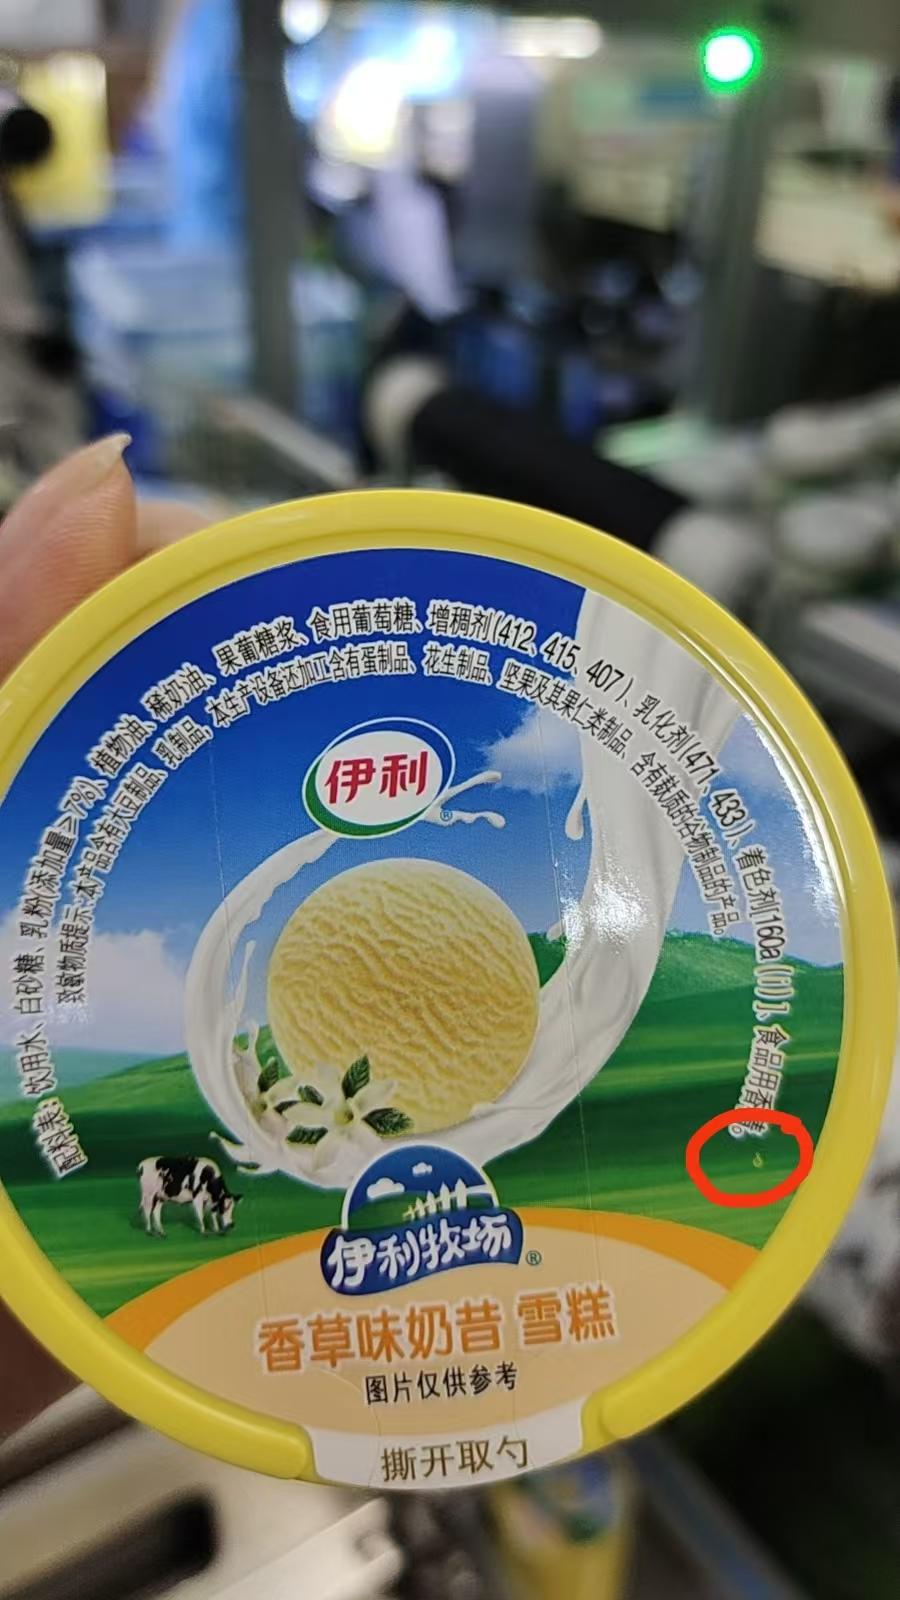 配料表：饮用水、白砂糖、乳粉(添加量≥7%)、植物油、稀奶油、果葡糖浆、食用葡萄糖、增稠剂(412、415、407)、乳化剂(471、433)、着色剂[160a(i)]、食品用香精。
致敏物质提示：本产品含有大豆制品、乳制品，本生产设备还加工含有蛋制品、花生制品、坚果及其果仁类制品、含有麸质的谷物制品的产品。
伊利®
伊利牧场®
香草味奶昔 雪糕
图片仅供参考
撕开取勺